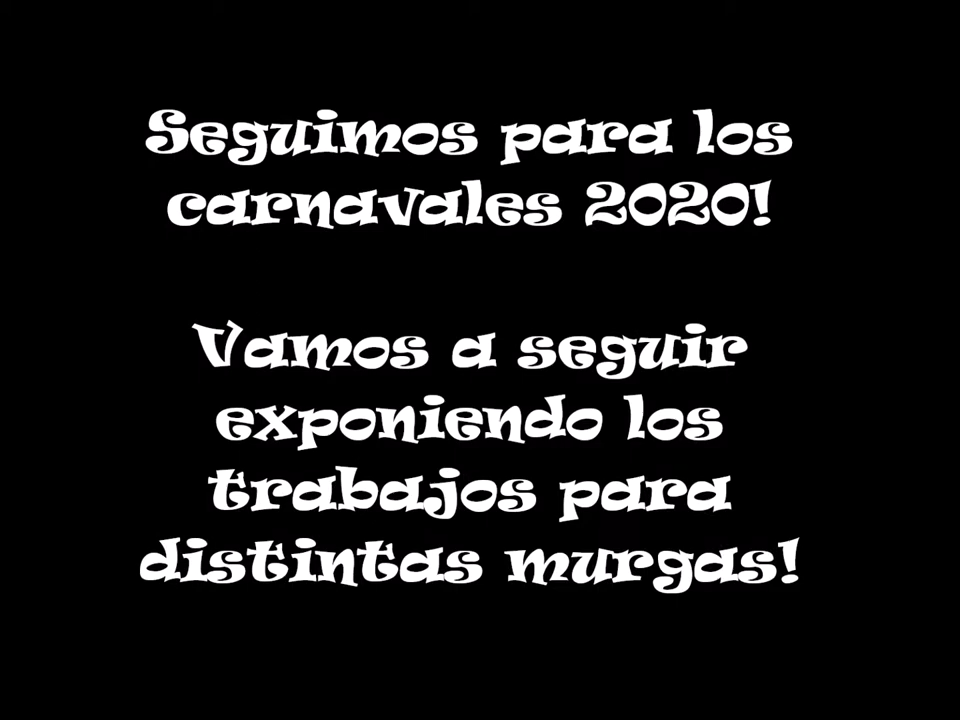 Seguimos para los
carnavales 2020!
Vamos a seguir
exponiendo los
trabajos para
distintas murgas!